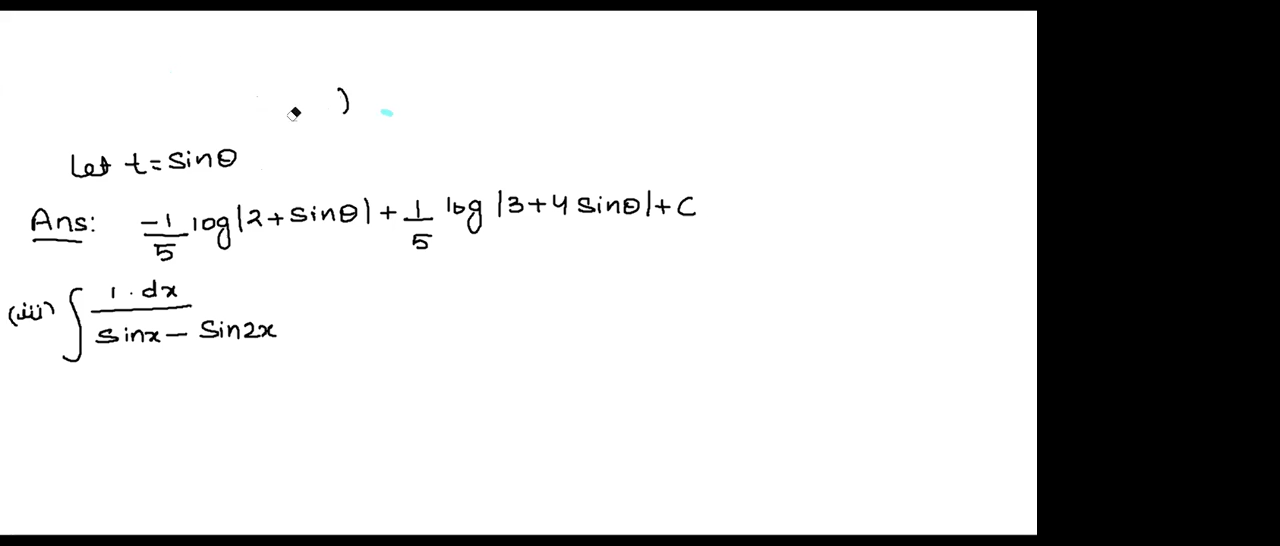 )
Let t = sinθ
Ans: -1/5 log|2 + sinθ| + 1/5 log|3 + 4 sinθ| + C
(iii) ∫ 1. dx / sinx - Sin2x